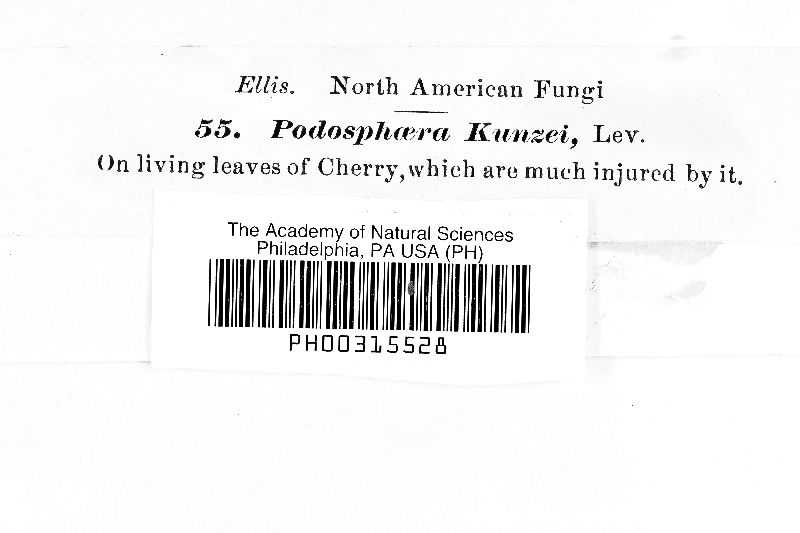 Ellis. North American Fungi
55. Podosphæra Kunzei, Lev.
On living leaves of Cherry, which are much injured by it.
The Academy of Natural Sciences
Philadelphia, PA USA (PH)
PH00315528